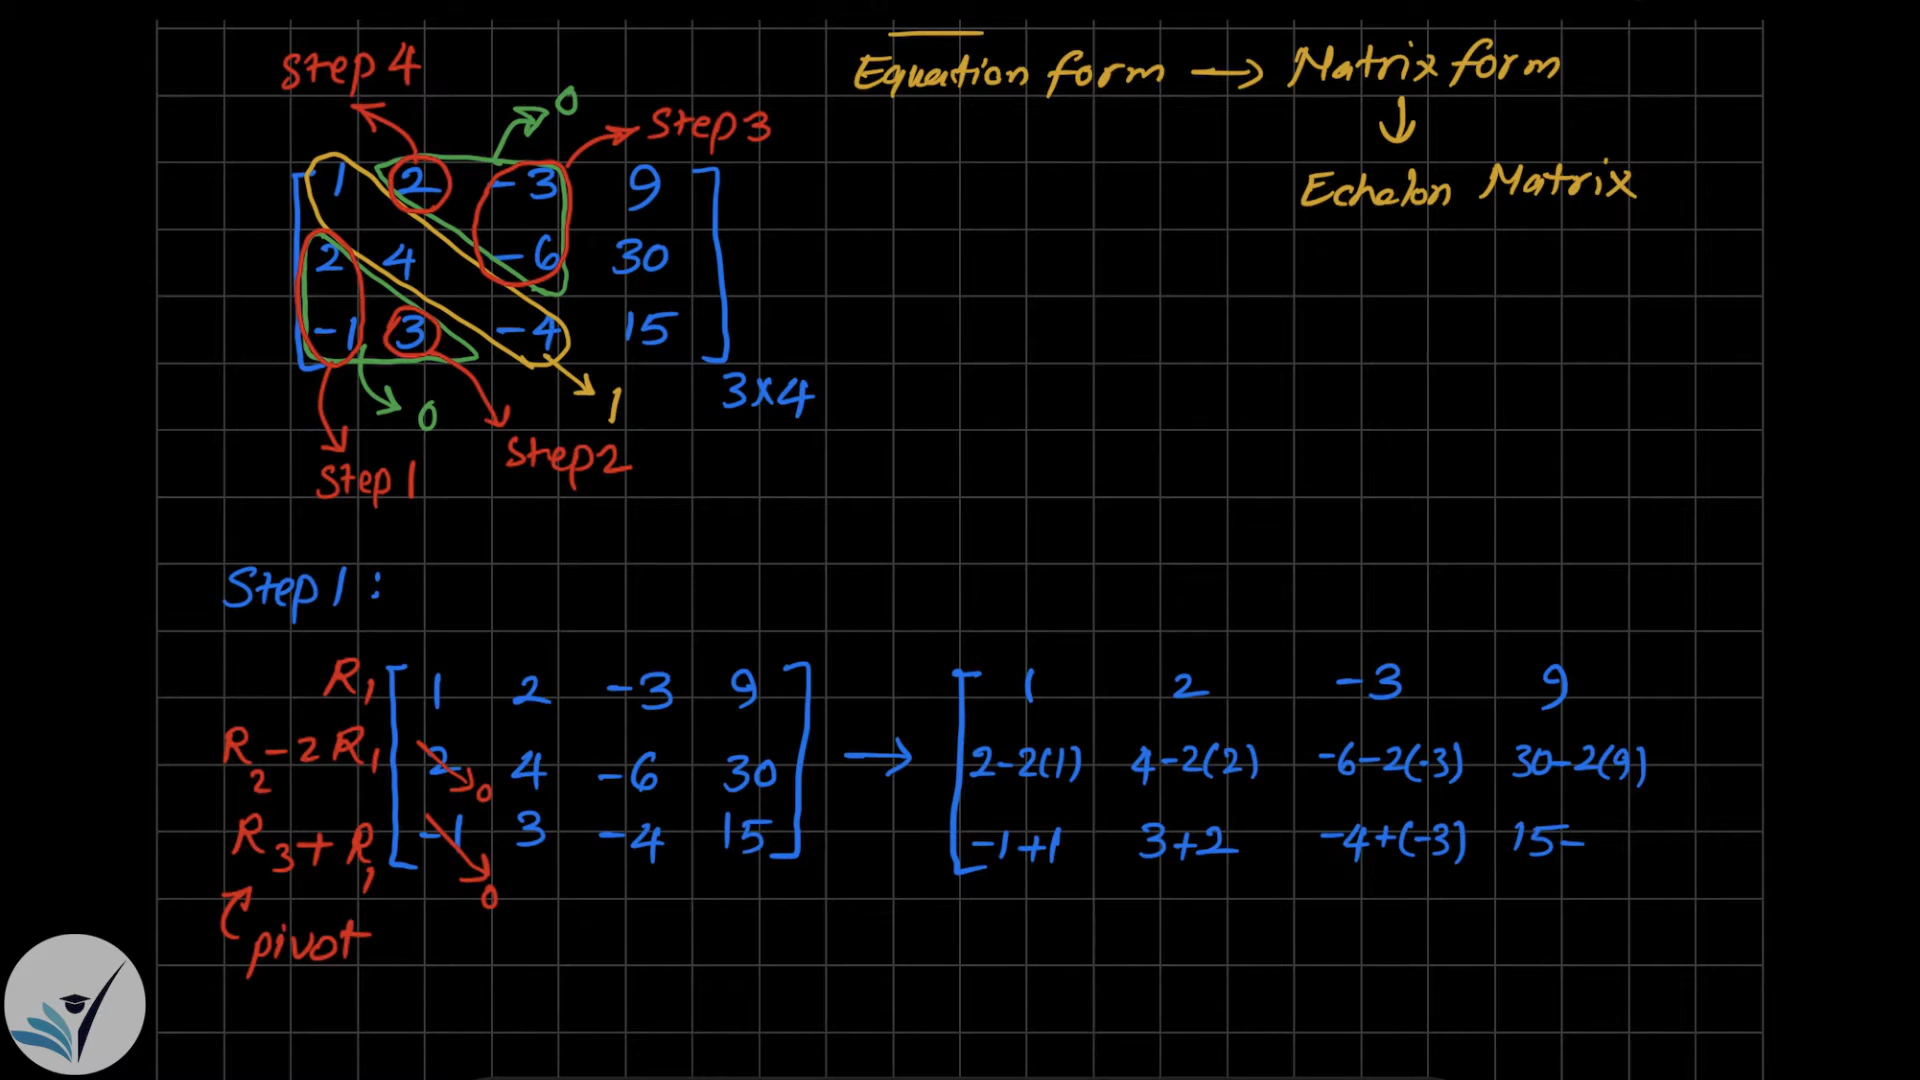 Step 4
0
Step 3
Equation form → Matrix form
↓
Echelon Matrix
1 2 -3 9
2 4 -6 30
-1 3 -4 15
3×4
0
1
Step 1
Step 2
Step 1 :
R1 1 2 -3 9 → 1 2 -3 9
R2-2R1 2 0 4 -6 30 2-2(1) 4-2(2) -6-2(-3) 30-2(9)
R3+R1 -1 0 3 -4 15 -1+1 3+2 -4+(-3) 15-
pivot